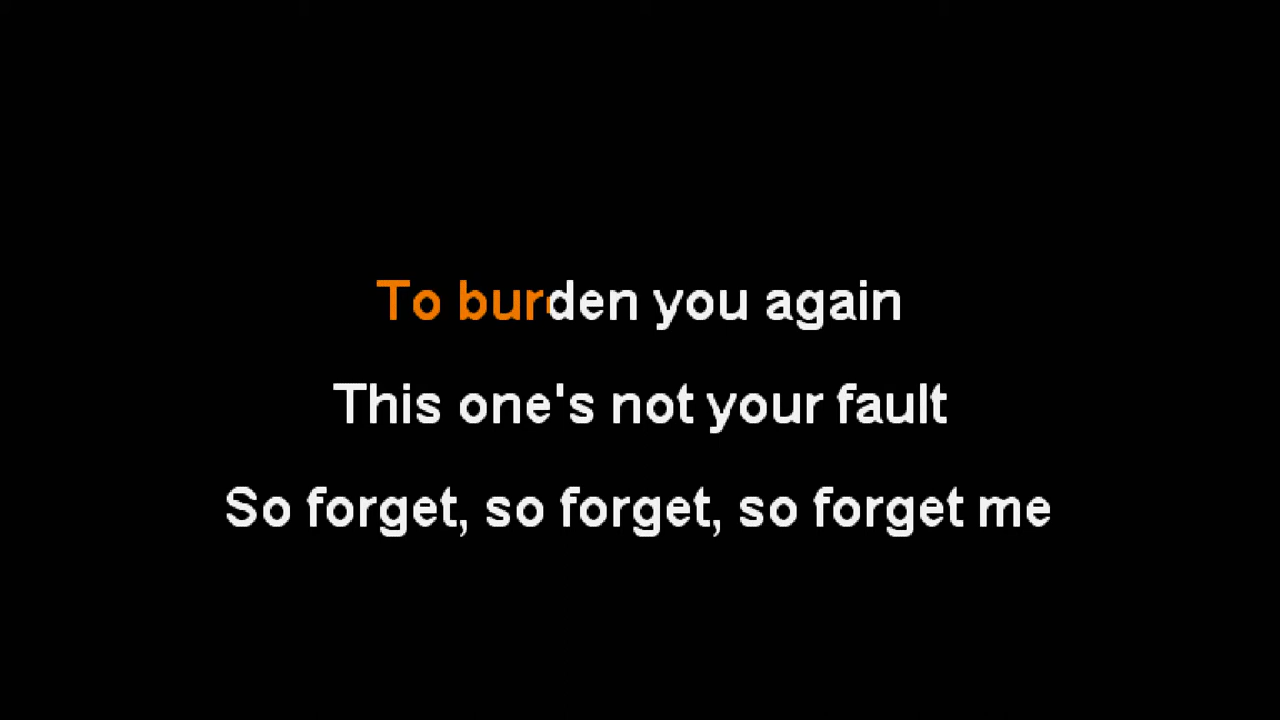 To burden you again
This one's not your fault
So forget, so forget, so forget me